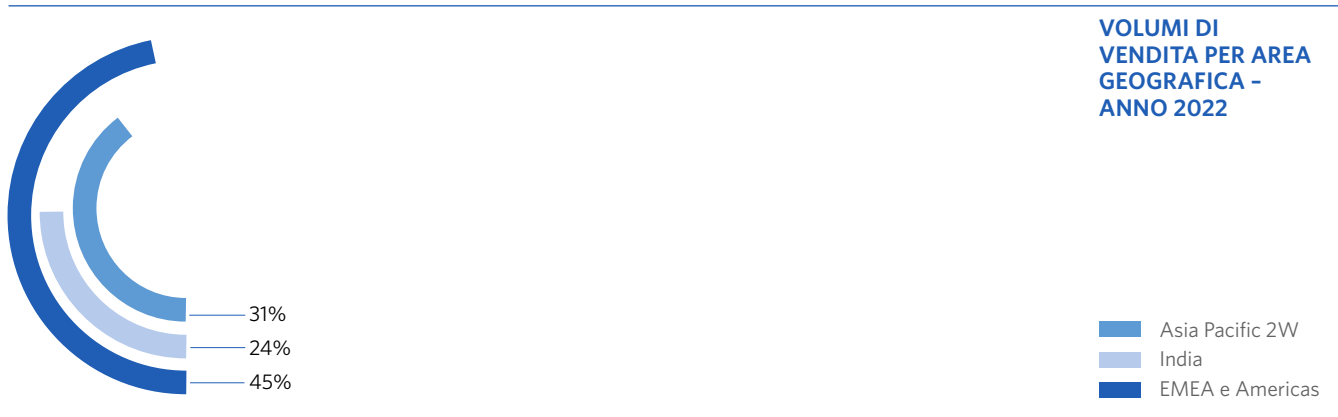 VOLUMI DI
VENDITA PER AREA
GEOGRAFICA –
ANNO 2022
31%
24%
45%
Asia Pacific 2W
India
EMEA e Americas